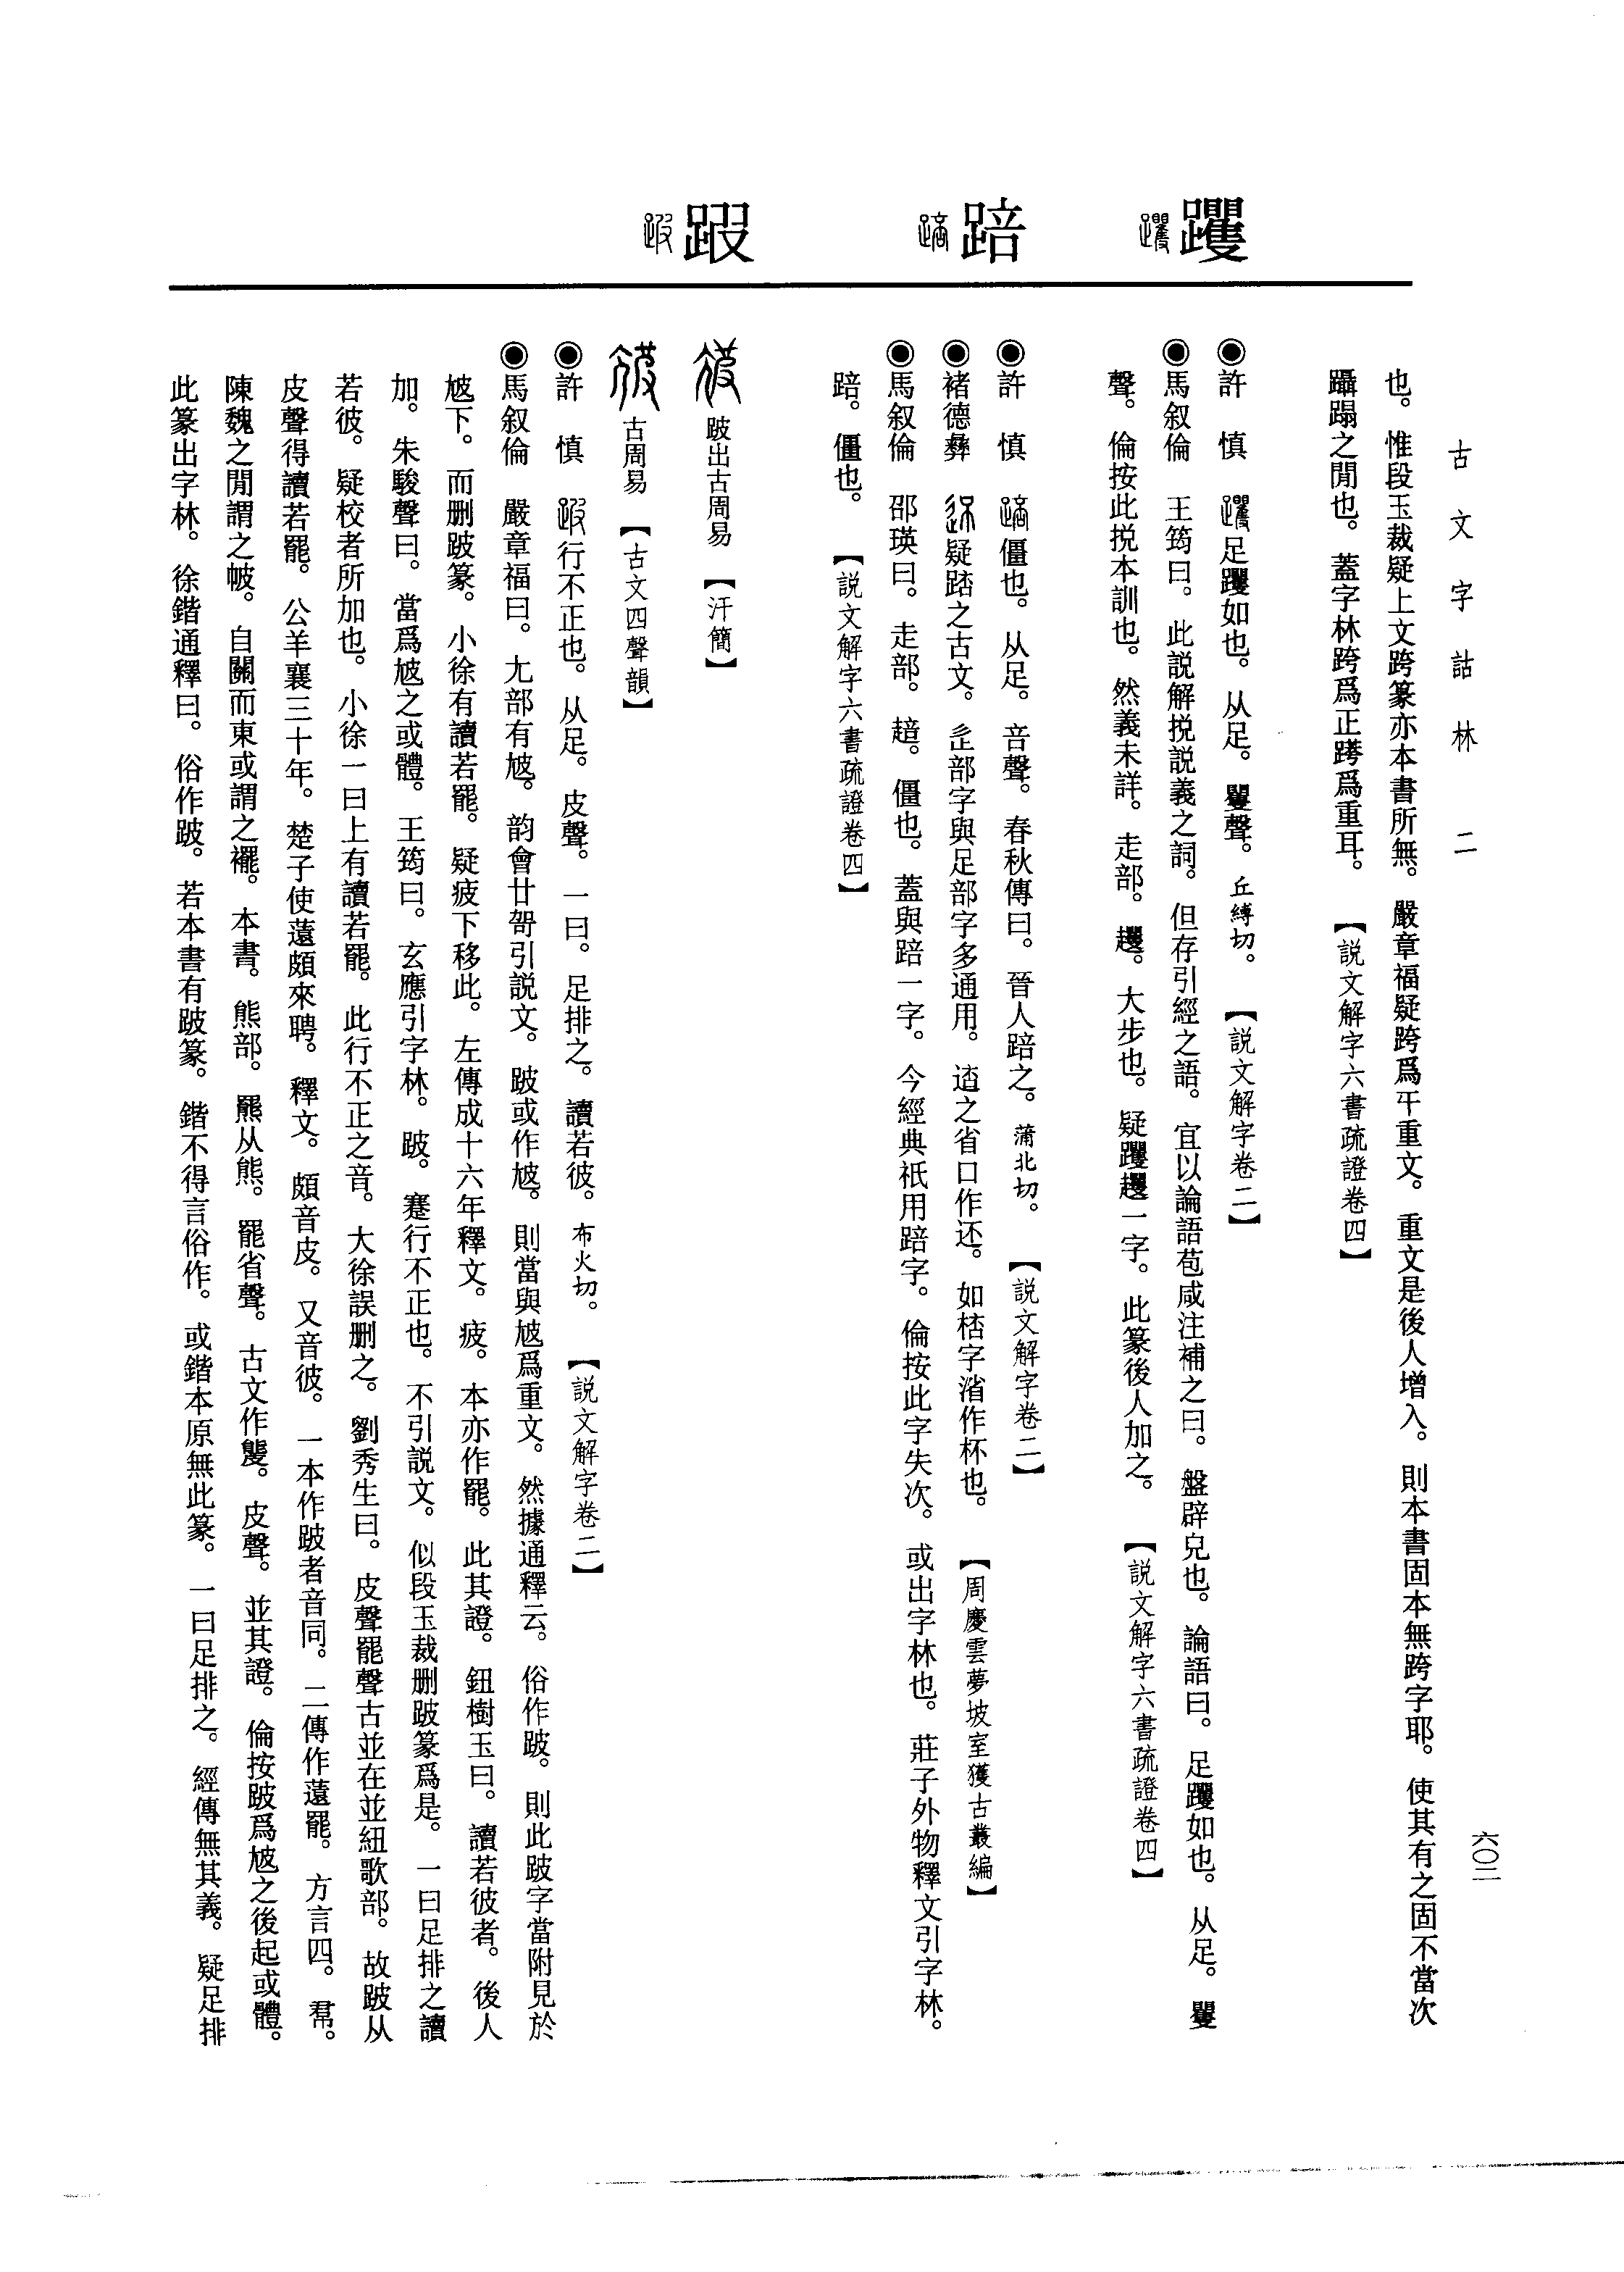 古文字詁林　二
六〇二
也。惟段玉裁疑上文跨篆亦本書所無。嚴章福疑跨爲㐄重文。重文是後人增入。則本書固本無跨字耶。使其有之固不當次
躡蹋之閒也。蓋字林跨爲正䠸爲重耳。【説文解字六書疏證卷四】
躩
◉許　慎　足躩如也。从足。矍聲。丘縛切。【説文解字卷二】
◉馬叙倫　王筠曰。此説解捝説義之詞。但存引經之語。宜以論語苞咸注補之曰。盤辟皃也。論語曰。足躩如也。从足。矍
聲。倫按此捝本訓也。然義未詳。走部。趯。大步也。疑躩趯一字。此篆後人加之。【説文解字六書疏證卷四】
踣
◉許　慎　僵也。从足。咅聲。春秋傳曰。晉人踣之。蒲北切。【説文解字卷二】
◉褚德彝　疑踣之古文。辵部字與足部字多通用。之省口作还。如桮字渻作杯也。【周慶雲夢坡室獲古叢編】
◉馬叙倫　邵瑛曰。走部。䞳。僵也。蓋與踣一字。今經典祇用踣字。倫按此字失次。或出字林也。莊子外物釋文引字林。
踣。僵也。【説文解字六書疏證卷四】
跛
跛出古周易【汗簡】
古周易【古文四聲韻】
◉許　慎　行不正也。从足。皮聲。一曰。足排之。讀若彼。布火切。【説文解字卷二】
◉馬叙倫　嚴章福曰。尢部有㝿。韵會廿哿引説文。跛或作㝿。則當與㝿爲重文。然據通釋云。俗作跛。則此跛字當附見於
㝿下。而删跛篆。小徐有讀若罷。疑疲下移此。左傳成十六年釋文。疲。本亦作罷。此其證。鈕樹玉曰。讀若彼者。後人
加。朱駿聲曰。當爲㝿之或體。王筠曰。玄應引字林。跛。蹇行不正也。不引説文。似段玉裁删跛篆爲是。一曰足排之讀
若彼。疑校者所加也。小徐一曰上有讀若罷。此行不正之音。大徐誤删之。劉秀生曰。皮聲罷聲古並在並紐歌部。故跛从
皮聲得讀若罷。公羊襄三十年。楚子使薳頗來聘。釋文。頗音皮。又音彼。一本作跛者音同。二傳作薳罷。方言四。帬。
陳魏之閒謂之帔。自關而東或謂之襬。本書。熊部。羆从熊。罷省聲。古文作𤜆。皮聲。並其證。倫按跛爲㝿之後起或體。
此篆出字林。徐鍇通釋曰。俗作跛。若本書有跛篆。鍇不得言俗作。或鍇本原無此篆。一曰足排之。經傳無其義。疑足排